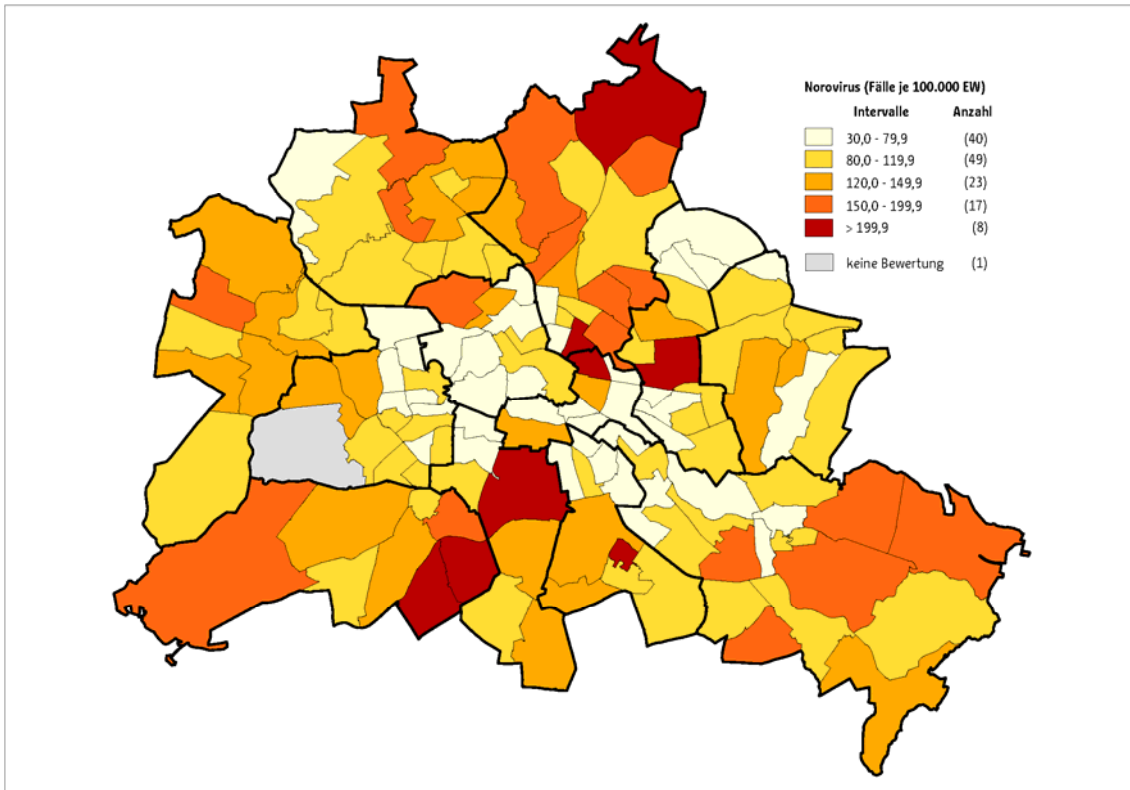 Norovirus (Fälle je 100.000 EW)
Intervalle Anzahl
30,0 - 79,9 (40)
80,0 - 119,9 (49)
120,0 - 149,9 (23)
150,0 - 199,9 (17)
> 199,9 (8)
keine Bewertung (1)